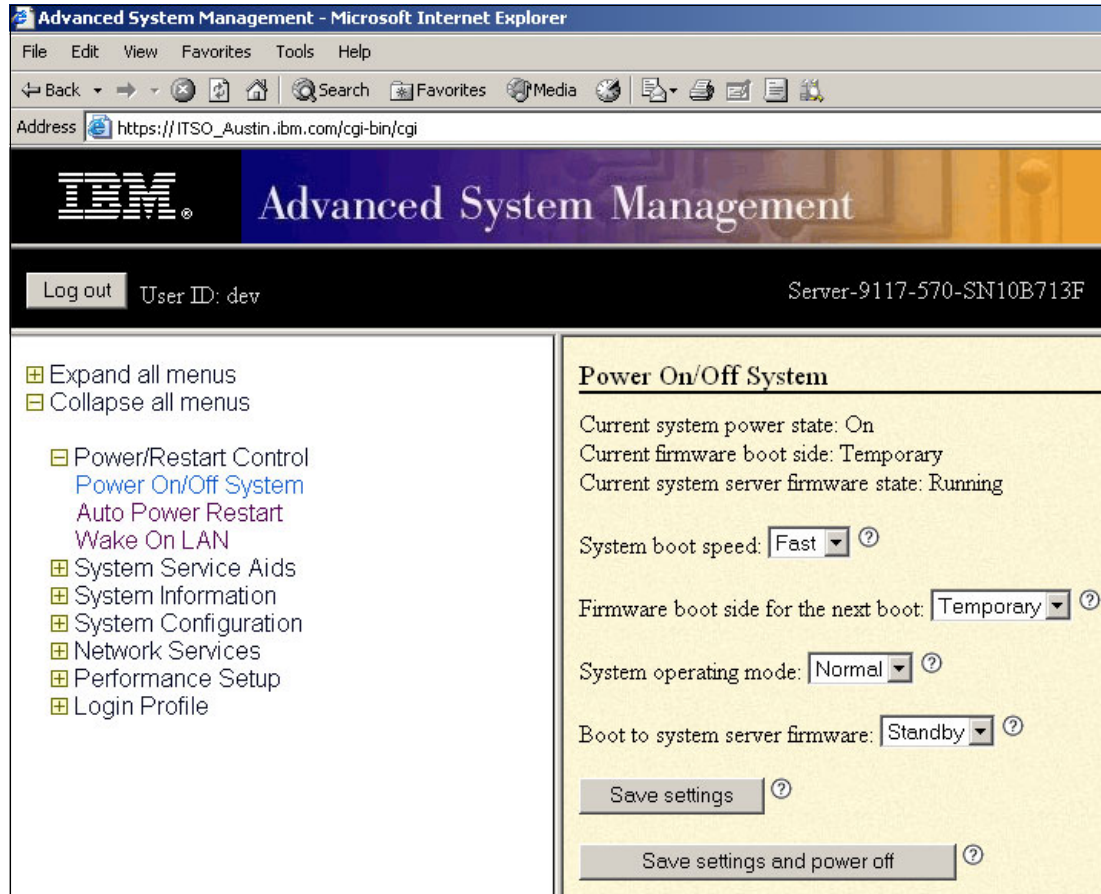 Advanced System Management - Microsoft Internet Explorer
File Edit View Favorites Tools Help
Back Search Favorites Media
Address https://ITSO_Austin.ibm.com/cgi-bin/cgi
IBM® Advanced System Management
Log out User ID: dev Server-9117-570-SN10B713F
Expand all menus
Collapse all menus
Power/Restart Control
Power On/Off System
Auto Power Restart
Wake On LAN
System Service Aids
System Information
System Configuration
Network Services
Performance Setup
Login Profile
Power On/Off System
Current system power state: On
Current firmware boot side: Temporary
Current system server firmware state: Running
System boot speed: Fast ?
Firmware boot side for the next boot: Temporary ?
System operating mode: Normal ?
Boot to system server firmware: Standby ?
Save settings ?
Save settings and power off ?